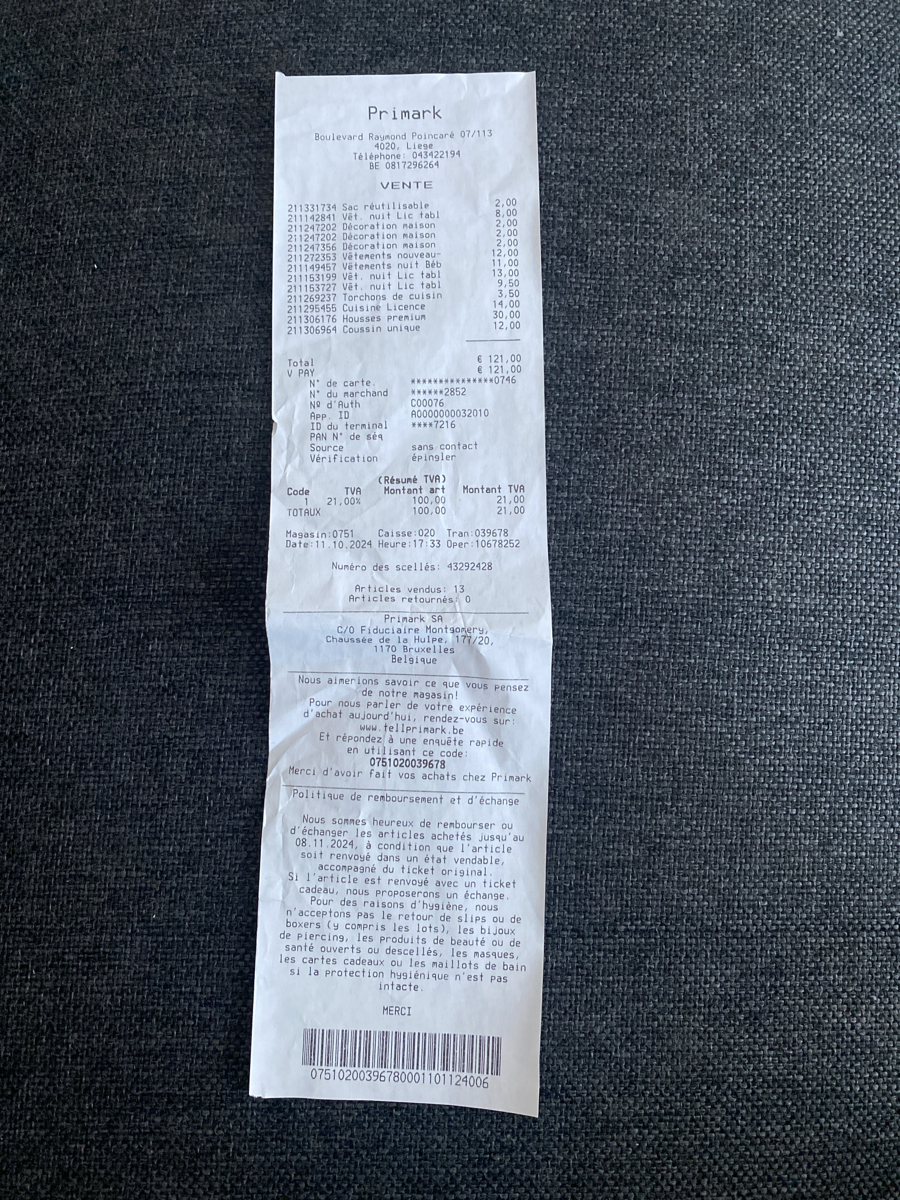 Primark
Boulevard Raymond Poincaré 07/113
4020, Liege
Téléphone: 043422194
BE 0817296264
VENTE
211331734 Sac réutilisable 2,00
211142841 Vêt. nuit Lic tabl 8,00
211247202 Décoration maison 2,00
211247202 Décoration maison 2,00
211247356 Décoration maison 2,00
211272353 Vêtements nouveau- 12,00
211149457 Vêtements nuit Béb 11,00
211153199 Vêt. nuit Lic tabl 13,00
211153727 Vêt. nuit Lic tabl 9,50
211269237 Torchons de cuisin 3,50
211295455 Cuisine Licence 14,00
211306176 Housses premium 30,00
211306964 Coussin unique 12,00
Total € 121,00
V PAY € 121,00
N° de carte ***************0746
N° du marchand ******2852
Nº d'Auth C00076
App. ID A0000000032010
ID du terminal ****7216
PAN N° de séq
Source sans contact
Vérification épingler
(Résumé TVA)
Code TVA Montant art Montant TVA
1 21,00% 100,00 21,00
TOTAUX 100,00 21,00
Magasin:0751 Caisse:020 Tran:039678
Date:11.10.2024 Heure:17:33 Oper:10678252
Numéro des scellés: 43292428
Articles vendus: 13
Articles retournés: 0
Primark SA
C/O Fiduciaire Montgomery,
Chaussée de la Hulpe, 177/20,
1170 Bruxelles
Belgique
Nous aimerions savoir ce que vous pensez
de notre magasin!
Pour nous parler de votre expérience
d'achat aujourd'hui, rendez-vous sur:
www.tellprimark.be
Et répondez à une enquête rapide
en utilisant ce code:
0751020039678
Merci d'avoir fait vos achats chez Primark
Politique de remboursement et d'échange
Nous sommes heureux de rembourser ou
d'échanger les articles achetés jusqu'au
08.11.2024, à condition que l'article
soit renvoyé dans un état vendable,
accompagné du ticket original.
Si l'article est renvoyé avec un ticket
cadeau, nous proposerons un échange.
Pour des raisons d'hygiène, nous
n'acceptons pas le retour de slips ou de
boxers (y compris les lots), les bijoux
de piercing, les produits de beauté ou de
santé ouverts ou descellés, les masques,
les cartes cadeaux ou les maillots de bain
si la protection hygiénique n'est pas
intacte.
MERCI
07510200396780001101124006